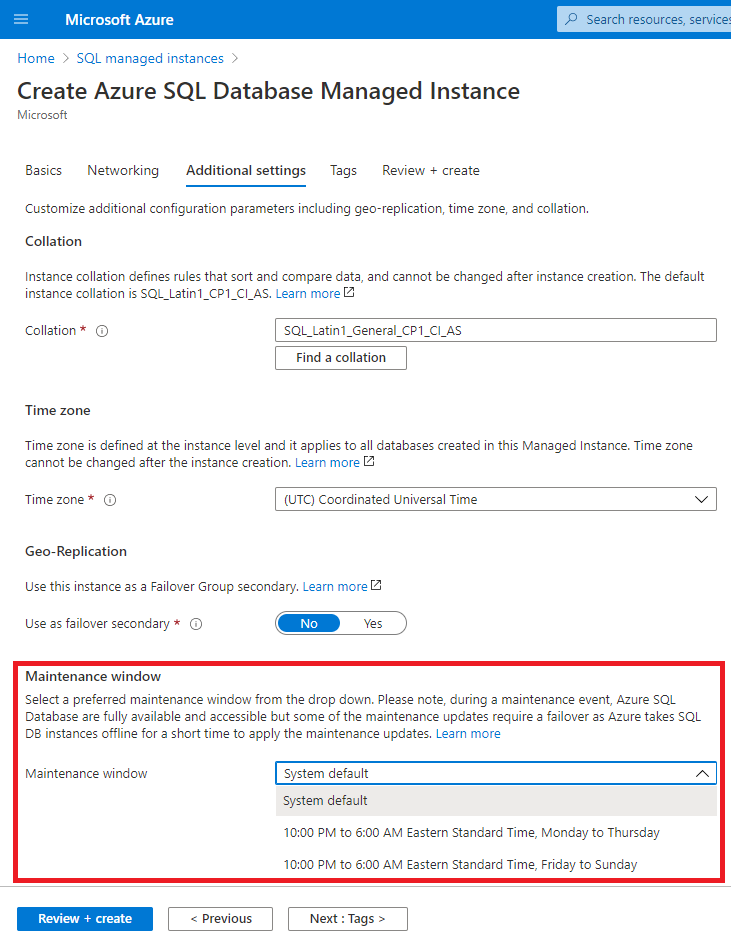 Microsoft Azure
Search resources, services
Home > SQL managed instances >
Create Azure SQL Database Managed Instance
Microsoft
Basics Networking Additional settings Tags Review + create
Customize additional configuration parameters including geo-replication, time zone, and collation.
Collation
Instance collation defines rules that sort and compare data, and cannot be changed after instance creation. The default
instance collation is SQL_Latin1_CP1_CI_AS. Learn more
Collation *
SQL_Latin1_General_CP1_CI_AS
Find a collation
Time zone
Time zone is defined at the instance level and it applies to all databases created in this Managed Instance. Time zone
cannot be changed after the instance creation. Learn more
Time zone *
(UTC) Coordinated Universal Time
Geo-Replication
Use this instance as a Failover Group secondary. Learn more
Use as failover secondary *
No Yes
Maintenance window
Select a preferred maintenance window from the drop down. Please note, during a maintenance event, Azure SQL
Database are fully available and accessible but some of the maintenance updates require a failover as Azure takes SQL
DB instances offline for a short time to apply the maintenance updates. Learn more
Maintenance window
System default
System default
10:00 PM to 6:00 AM Eastern Standard Time, Monday to Thursday
10:00 PM to 6:00 AM Eastern Standard Time, Friday to Sunday
Review + create
< Previous
Next : Tags >